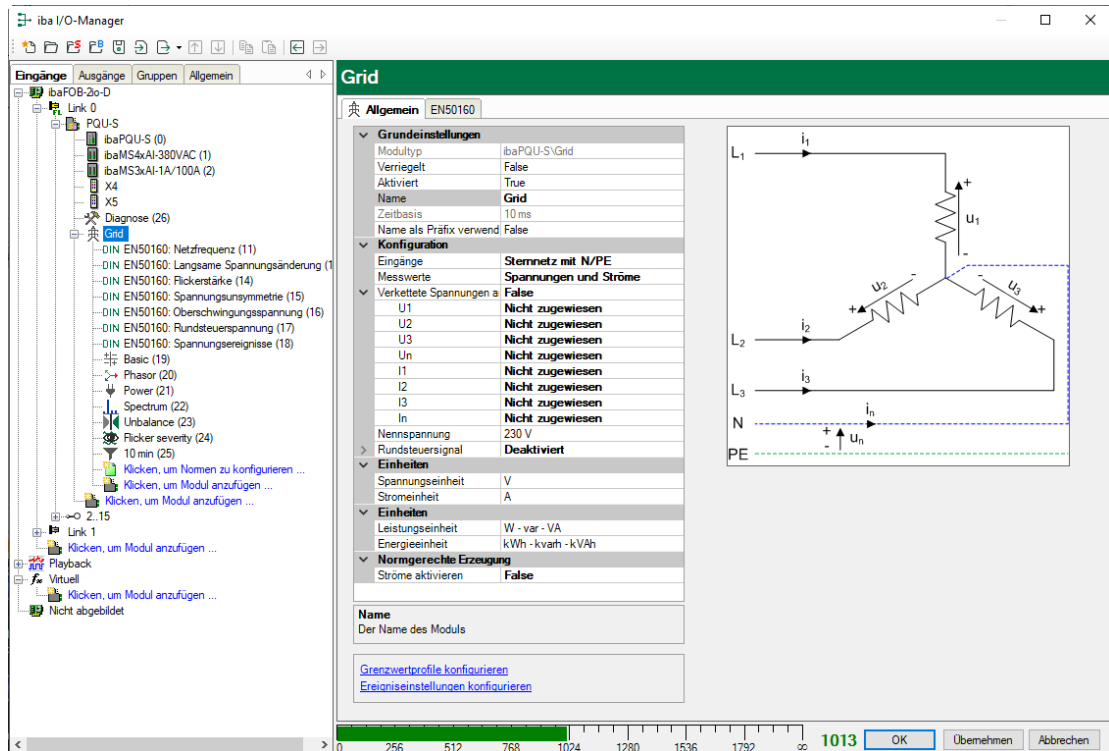 iba I/O-Manager
Eingänge Ausgänge Gruppen Allgemein
ibaFOB-2io-D
Link 0
PQU-S
ibaPQU-S (0)
ibaMS4xAI-380VAC (1)
ibaMS3xAI-1A/100A (2)
X4
X5
Diagnose (26)
Grid
DIN EN50160: Netzfrequenz (11)
DIN EN50160: Langsame Spannungsänderung (1
DIN EN50160: Flickerstärke (14)
DIN EN50160: Spannungsunsymmetrie (15)
DIN EN50160: Oberschwingungsspannung (16)
DIN EN50160: Rundsteuerspannung (17)
DIN EN50160: Spannungsereignisse (18)
Basic (19)
Phasor (20)
Power (21)
Spectrum (22)
Unbalance (23)
Flicker severity (24)
10 min (25)
Klicken, um Normen zu konfigurieren ...
Klicken, um Modul anzufügen ...
Klicken, um Modul anzufügen ...
2..15
Link 1
Klicken, um Modul anzufügen ...
Playback
Virtuell
Klicken, um Modul anzufügen ...
Nicht abgebildet
Grid
Allgemein EN50160
Grundeinstellungen
Modultyp ibaPQU-S\Grid
Verriegelt False
Aktiviert True
Name Grid
Zeitbasis 10 ms
Name als Präfix verwend False
Konfiguration
Eingänge Sternnetz mit N/PE
Messwerte Spannungen und Ströme
Verkettete Spannungen a False
U1 Nicht zugewiesen
U2 Nicht zugewiesen
U3 Nicht zugewiesen
Un Nicht zugewiesen
I1 Nicht zugewiesen
I2 Nicht zugewiesen
I3 Nicht zugewiesen
In Nicht zugewiesen
Nennspannung 230 V
Rundsteuersignal Deaktiviert
Einheiten
Spannungseinheit V
Stromeinheit A
Einheiten
Leistungseinheit W - var - VA
Energieeinheit kWh - kvarh - kVAh
Normgerechte Erzeugung
Ströme aktivieren False
Name
Der Name des Moduls
Grenzwertprofile konfigurieren
Ereigniseinstellungen konfigurieren
L1 i1
+
u1
-
u2 - - u3
+ +
L2 i2
L3 i3
N in
+ un
-
PE
0 256 512 768 1024 1280 1536 1792 ∞
1013 OK Übernehmen Abbrechen